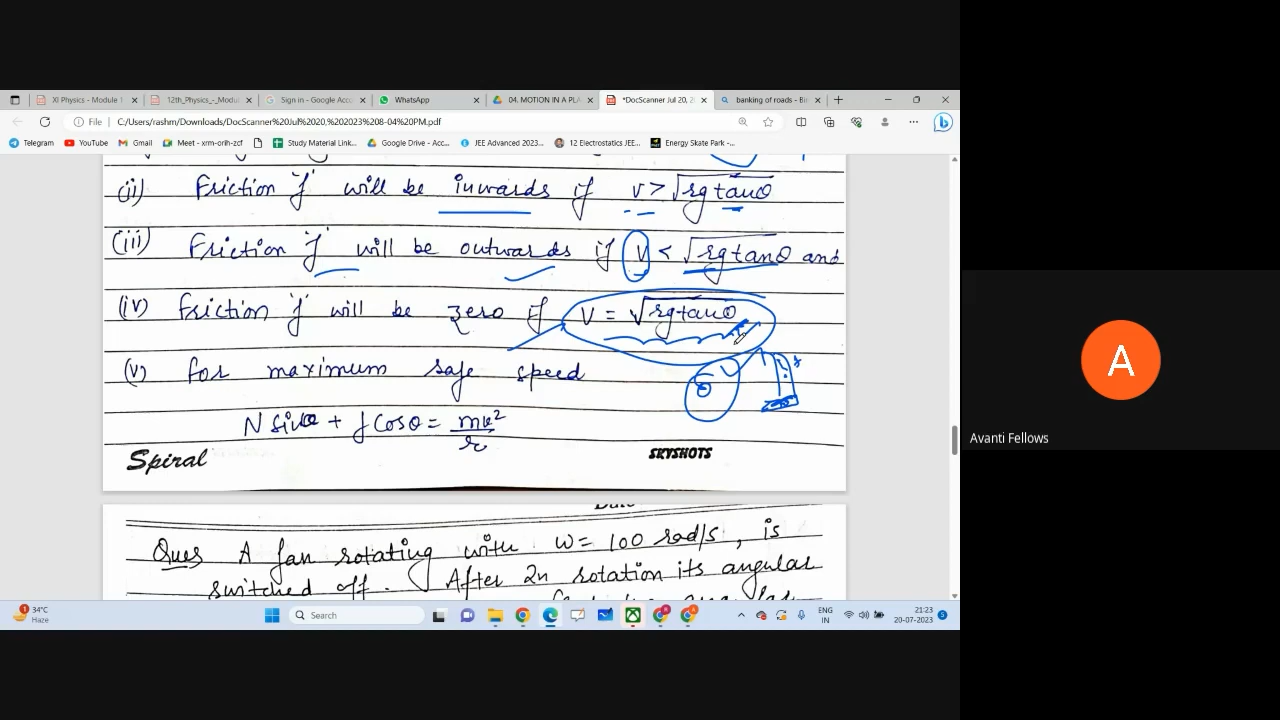 XI Physics - Module 1
12th_Physics_-_Modu
Sign in - Google Acco
WhatsApp
04. MOTION IN A PLA
*DocScanner Jul 20, 2
banking of roads - Bi
File
C:/Users/rashm/Downloads/DocScanner%20Jul%2020,%202023%208-04%20PM.pdf
Telegram
YouTube
Gmail
Meet - xrm-orih-zcf
Study Material Link...
Google Drive - Acc...
JEE Advanced 2023...
12 Electrostatics JEE...
Energy Skate Park -...
(ii) Friction 'f' will be inwards if v > √rg tanθ
(iii) Friction 'f' will be outwards if v < √rg tanθ and
(iv) Friction 'f' will be zero if V = √rg tanθ
(v) for maximum safe speed
N sinθ + f cosθ = mv²/r
Spiral
SKYSHOTS
Date
Ques A fan rotating with ω = 100 rad/s, is
switched off. After 2n rotation its angular
Avanti Fellows
A
1
34°C
Haze
Search
ENG
IN
21:23
20-07-2023
5